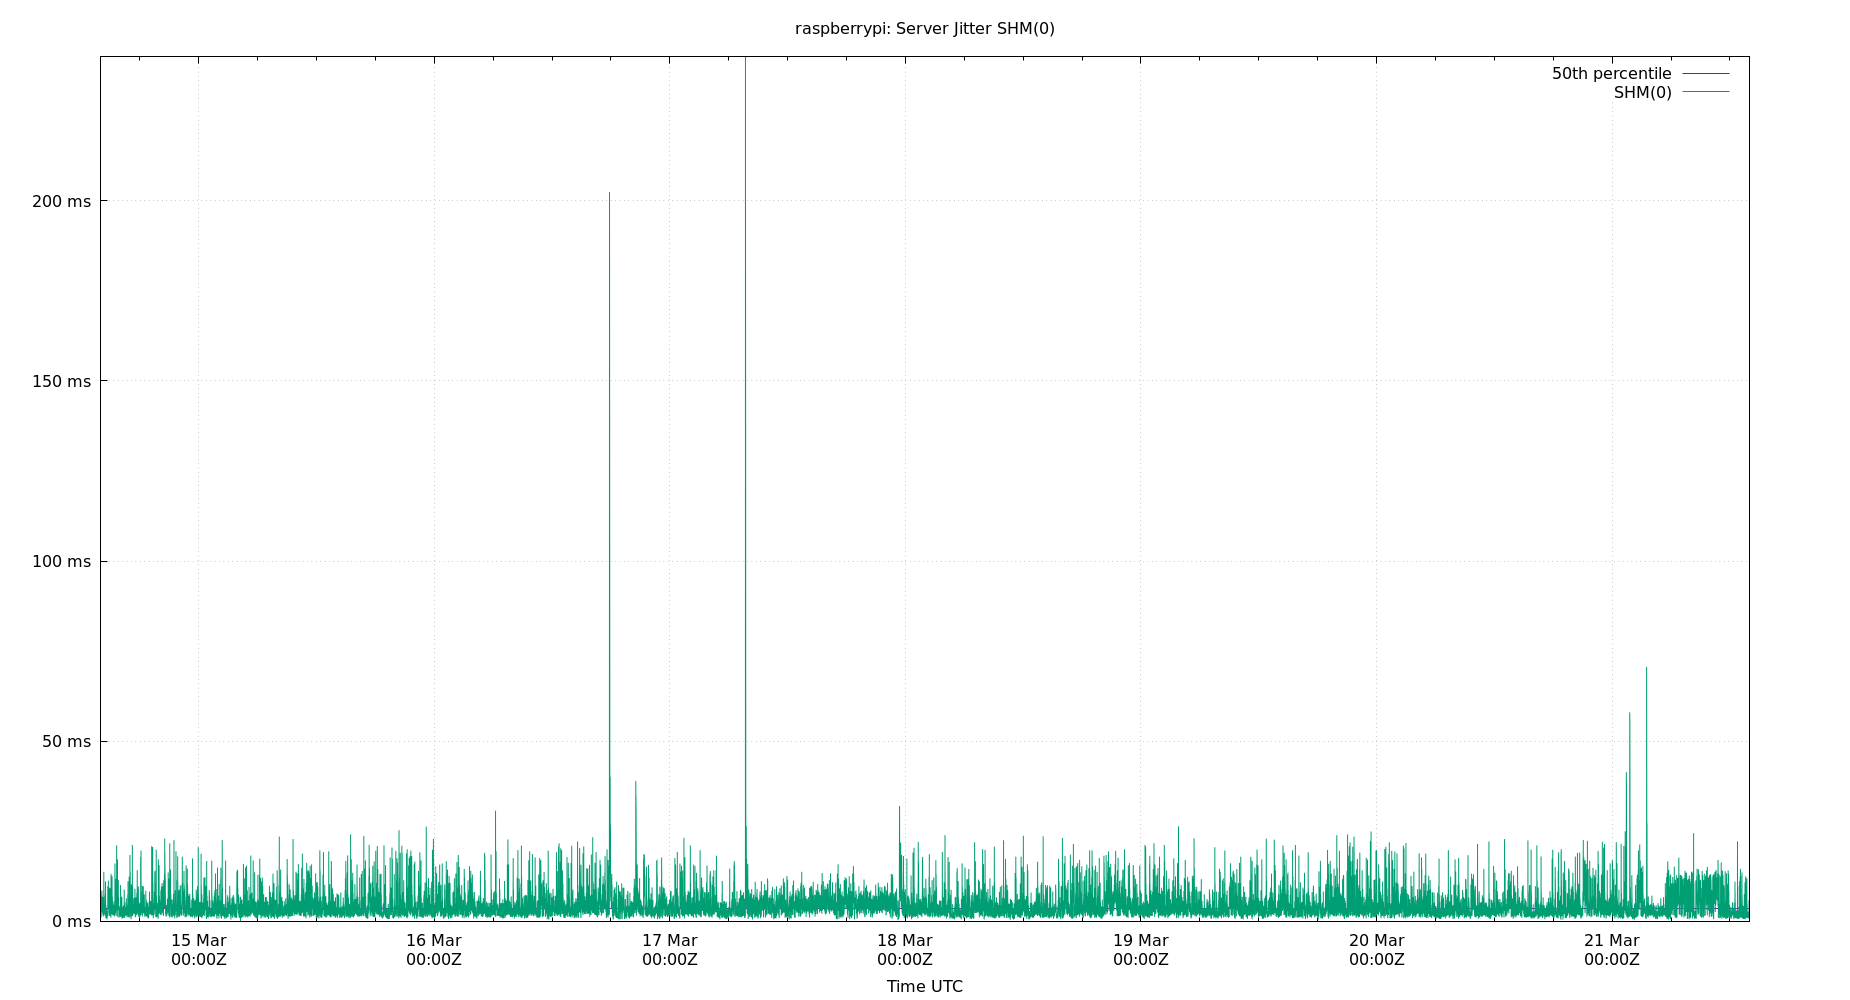 raspberrypi: Server Jitter SHM(0)
50th percentile
SHM(0)
200 ms
150 ms
100 ms
50 ms
0 ms
15 Mar 16 Mar 17 Mar 18 Mar 19 Mar 20 Mar 21 Mar
00:00Z 00:00Z 00:00Z 00:00Z 00:00Z 00:00Z 00:00Z
Time UTC